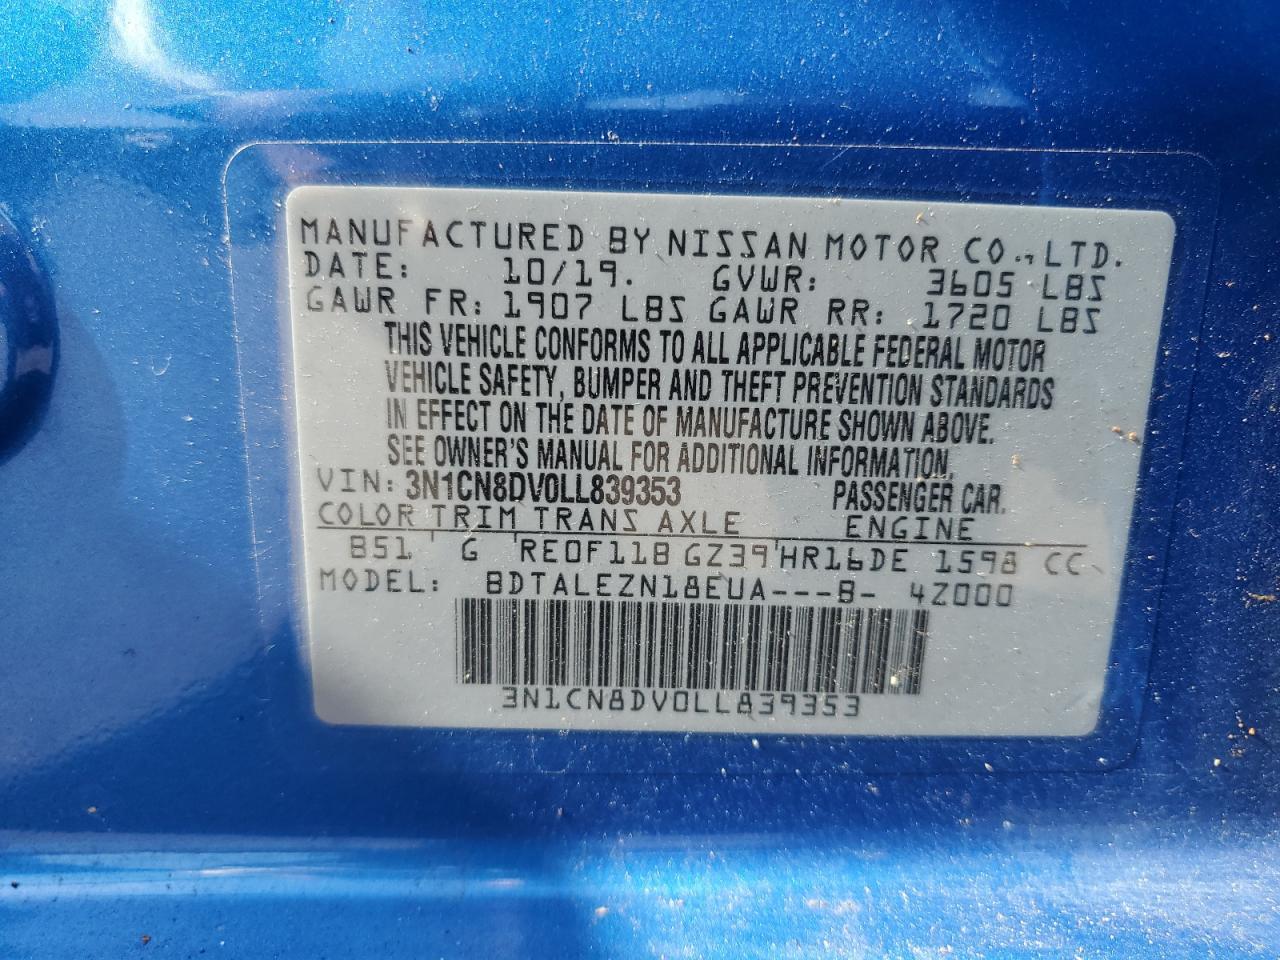 MANUFACTURED BY NISSAN MOTOR CO., LTD.
DATE: 10/19. GVWR: 3605 LBS
GAWR FR: 1907 LBS GAWR RR: 1720 LBS
THIS VEHICLE CONFORMS TO ALL APPLICABLE FEDERAL MOTOR
VEHICLE SAFETY, BUMPER AND THEFT PREVENTION STANDARDS
IN EFFECT ON THE DATE OF MANUFACTURE SHOWN ABOVE.
SEE OWNER'S MANUAL FOR ADDITIONAL INFORMATION.
VIN: 3N1CN8DV0LL839353 PASSENGER CAR.
COLOR TRIM TRANS AXLE ENGINE
B51 ' G ' RE0F11B GZ39 ' HR16DE 1598 CC
MODEL: BDTALEZN18EUA---B- 4Z000
3N1CN8DV0LL839353